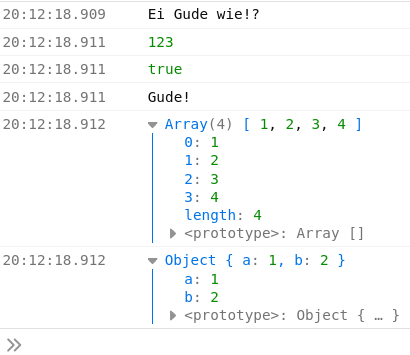 20:12:18.909 Ei Gude wie!?
20:12:18.911 123
20:12:18.911 true
20:12:18.911 Gude!
20:12:18.912 Array(4) [ 1, 2, 3, 4 ]
0: 1
1: 2
2: 3
3: 4
length: 4
<prototype>: Array []
20:12:18.912 Object { a: 1, b: 2 }
a: 1
b: 2
<prototype>: Object { … }